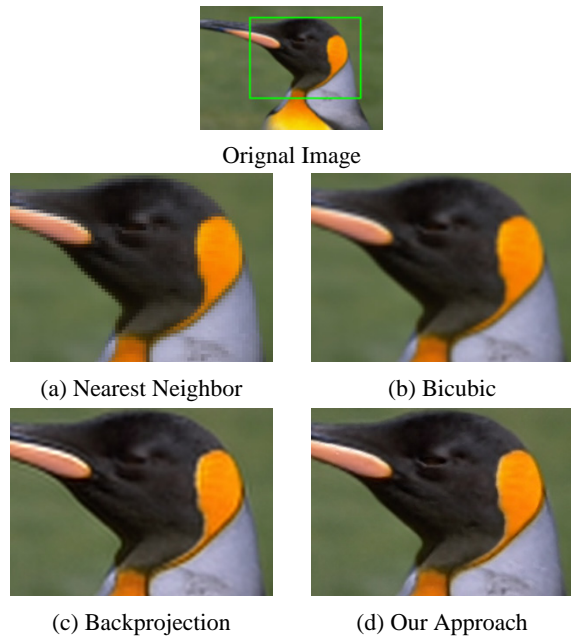 Orignal Image
(a) Nearest Neighbor
(b) Bicubic
(c) Backprojection
(d) Our Approach